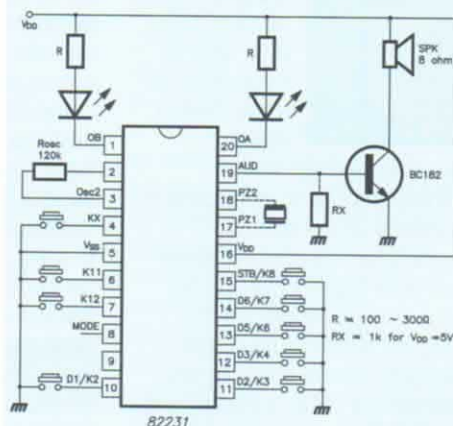 VDD
R
R
SPK
8 ohm
OB
OA
1
20
Rosc
120k
2
19
AUD
BC182
Osc2
3
18
PZ2
KX
4
17
PZ1
RX
VSS
5
16
VDD
K11
6
15
STB/K8
K12
7
14
D6/K7
R = 100 ~ 300Ω
MODE
8
13
D5/K6
RX = 1k for VDD =5V
9
12
D3/K4
D1/K2
10
11
D2/K3
82231